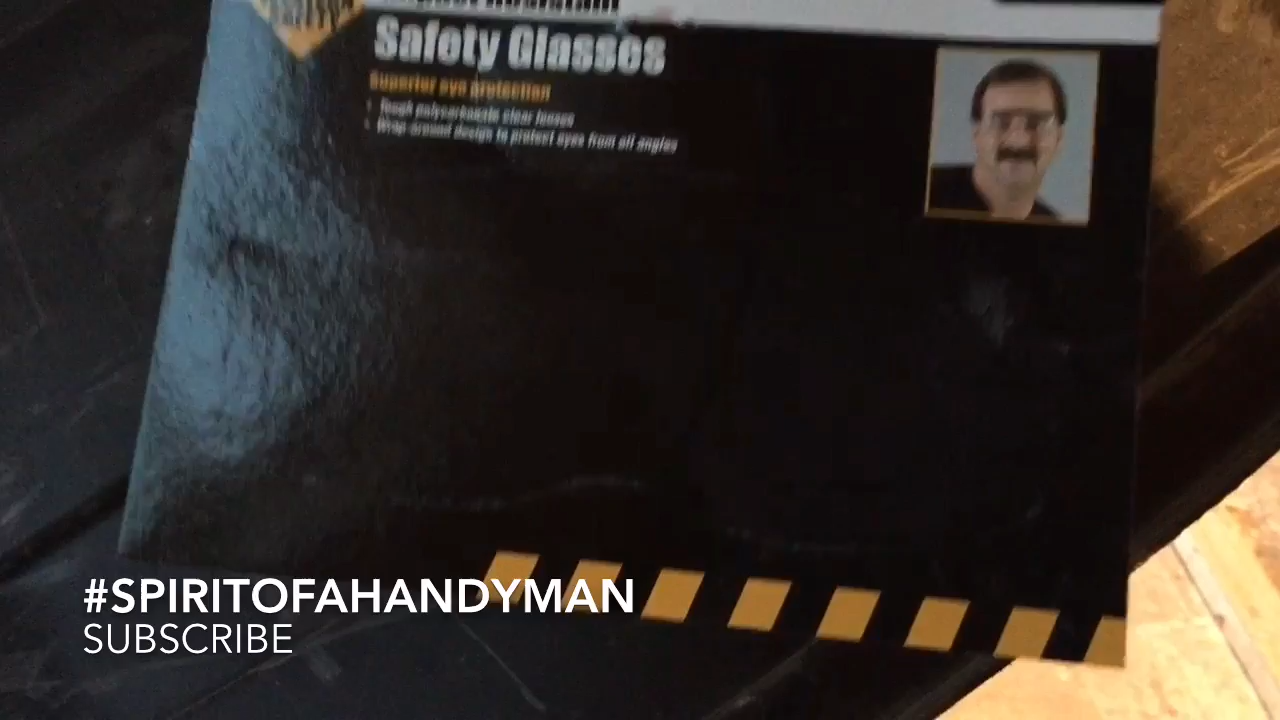 Safety Glasses
Superior eye protection
Tough polycarbonate clear lenses
Wrap-around design to protect eyes from all angles
#SPIRITOFAHANDYMAN
SUBSCRIBE